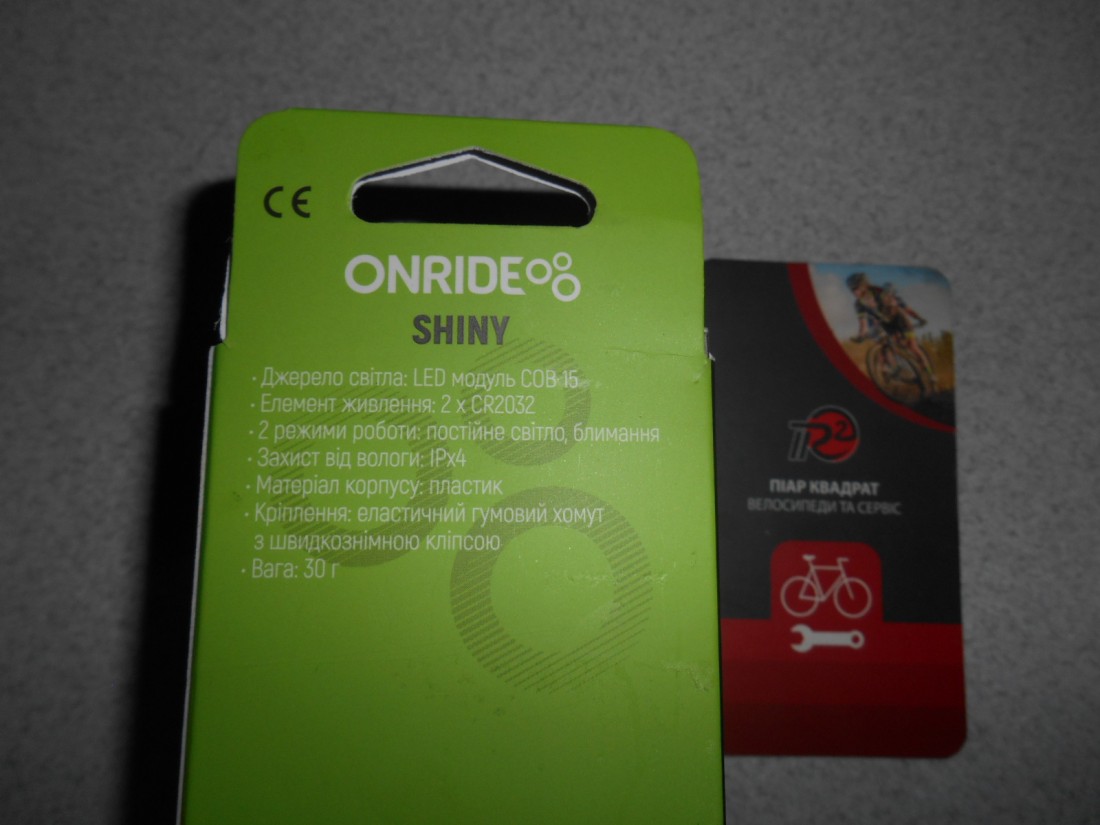 CE
ONRIDE
SHINY
· Джерело світла: LED модуль COB 15
· Елемент живлення: 2 x CR2032
· 2 режими роботи: постійне світло, блимання
· Захист від вологи: IPx4
· Матеріал корпусу: пластик
· Кріплення: еластичний гумовий хомут
з швидкознімною кліпсою
· Вага: 30 г
R2
ПІАР КВАДРАТ
ВЕЛОСИПЕДИ ТА СЕРВІС